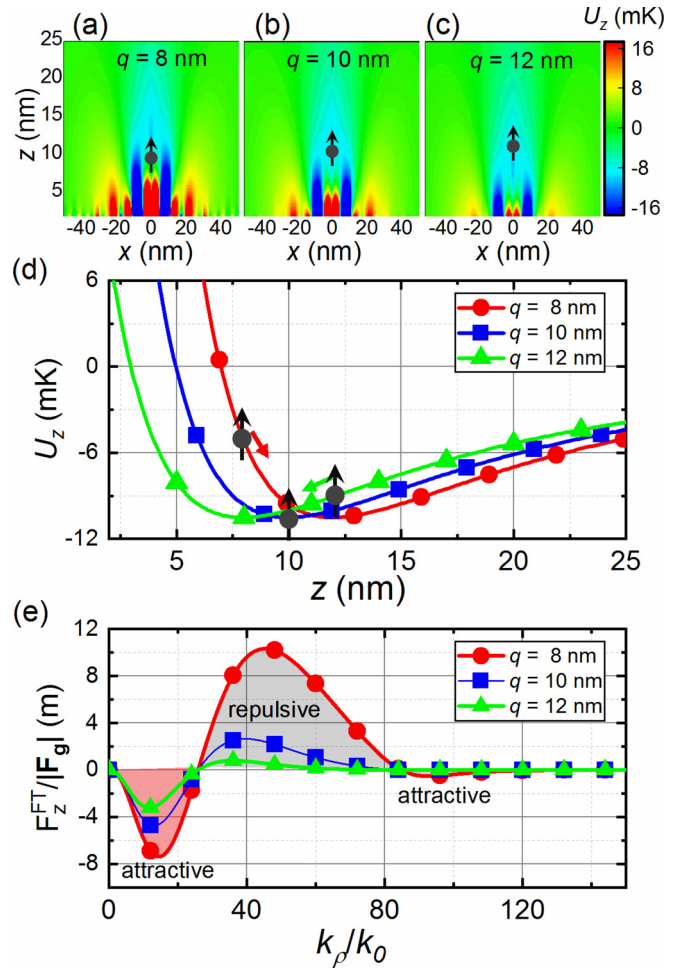 (a) (b) (c) U_z (mK)
25 q = 8 nm q = 10 nm q = 12 nm 16
20
z (nm) 15 8
10 0
5 -8
-16
-40 -20 0 20 40 -40 -20 0 20 40 -40 -20 0 20 40
x (nm) x (nm) x (nm)
(d)
6 q = 8 nm
q = 10 nm
0 q = 12 nm
U_z (mK)
-6
-12
5 10 15 20 25
z (nm)
(e)
12 q = 8 nm
8 q = 10 nm
4 repulsive q = 12 nm
F_z^FT/|F_g| (m)
0
-4 attractive
-8 attractive
0 40 80 120
k_ρ/k_0